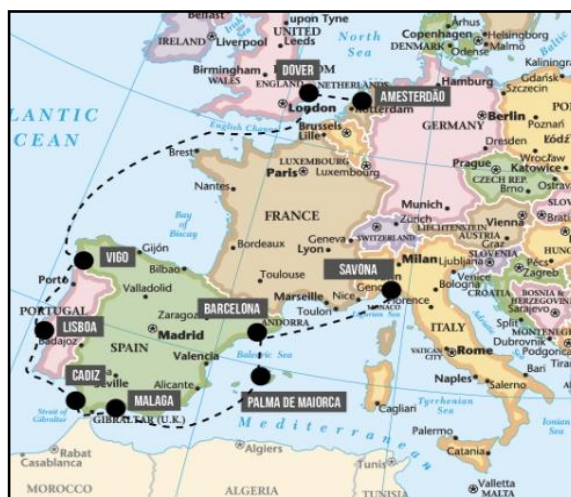 Belfast
IRELAND
Liverpool
Birmingham
WALES
UNITED
upon Tyne
Leeds
North
Sea
Århus
Copenhagen
DENMARK
Odense
Helsingborg
Malmö
Baltic
Kaliningrad
Gdańsk
Szczecin
DOVER
ENGLAND
London
NETHERLANDS
AMESTERDÃO
Rotterdam
Hamburg
Berlin
GERMANY
Poznań
Dresden
Wrocław
Katowice
Ostrava
Łódź
ATLANTIC
OCEAN
English Channel
Brussels
Lille
LUXEMBOURG
Luxembourg
Prague
CZECH REP.
Brno
Brest
Paris
Nantes
FRANCE
Munich
Zürich
LIECHTENSTEIN
Vienna
AUSTRIA
Graz
SWITZERLAND
Geneva
Lyon
Bay
of
Biscay
Bordeaux
Toulouse
Marseille
Toulon
Nice
MONACO
SAVONA
Milan
Genoa
Florence
Bologna
Venice
Ljubljana
SLOVENIA
CROATIA
Pécs
Zagreb
BOSNIA &
HERZEGOVINA
Sarajevo
Split
MONTENEGRO
Dubrovnik
Podgorica
VIGO
Gijón
Bilbao
Porto
Valladolid
Zaragoza
BARCELONA
ANDORRA
PORTUGAL
LISBOA
Badajoz
Madrid
SPAIN
Valencia
Balearic Sea
CADIZ
Seville
Alicante
MALAGA
PALMA DE MAIORCA
GIBRALTAR (U.K.)
Strait of
Gibraltar
ITALY
VATICAN
CITY
Rome
Naples
Salerno
Bari
Cagliari
Tyrrhenian
Sea
Palermo
Catania
Ionian
Sea
Mediterranean
Rabat
Casablanca
MOROCCO
Algiers
ALGERIA
Tunis
TUNISIA
Valletta
MALTA